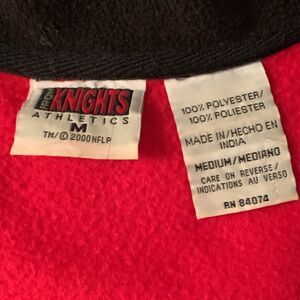 IRON
KNIGHTS
ATHLETICS
M
TM/© 2000 NFLP
100% POLYESTER/
100% POLIESTER
MADE IN/HECHO EN
INDIA
MEDIUM/MEDIANO
CARE ON REVERSE/
INDICATIONS AU VERSO
RN 84074